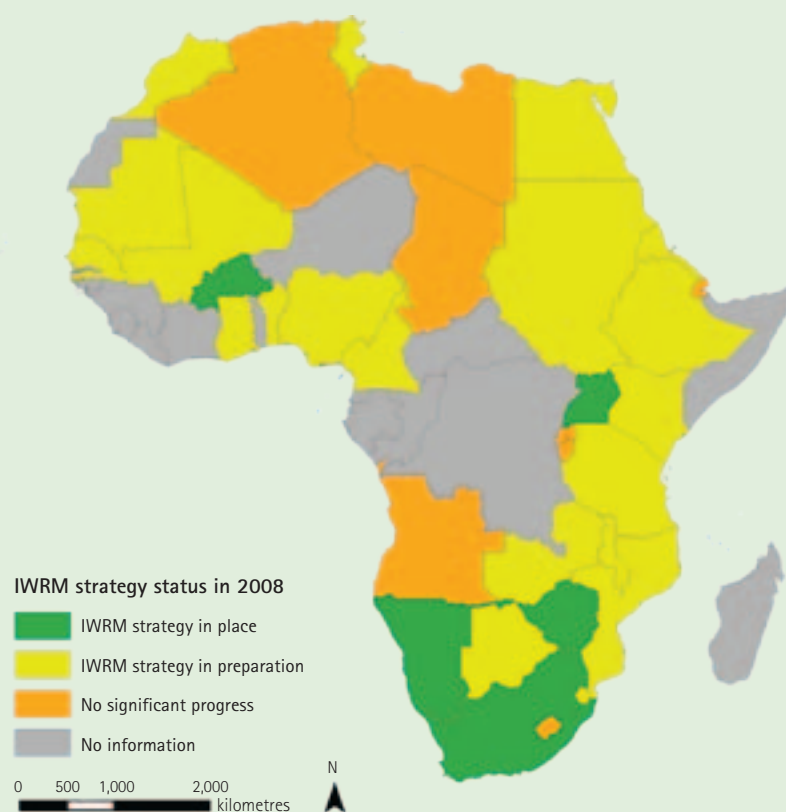 IWRM strategy status in 2008
IWRM strategy in place
IWRM strategy in preparation
No significant progress
No information
0 500 1,000 2,000
kilometres
N